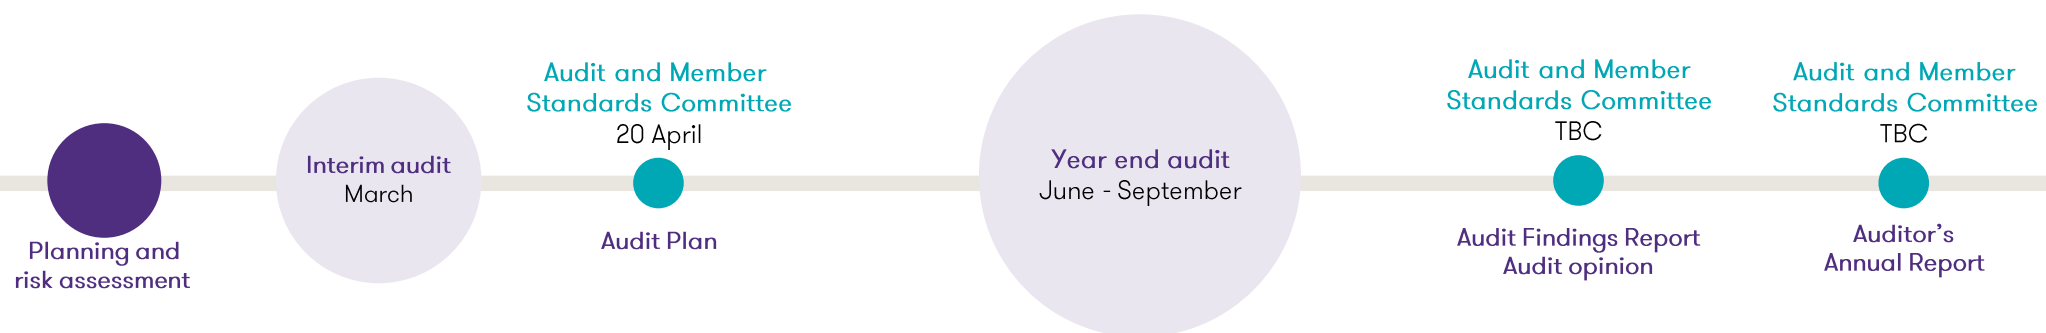 Planning and
risk assessment
Interim audit
March
Audit and Member
Standards Committee
20 April
Audit Plan
Year end audit
June - September
Audit and Member
Standards Committee
TBC
Audit Findings Report
Audit opinion
Audit and Member
Standards Committee
TBC
Auditor’s
Annual Report